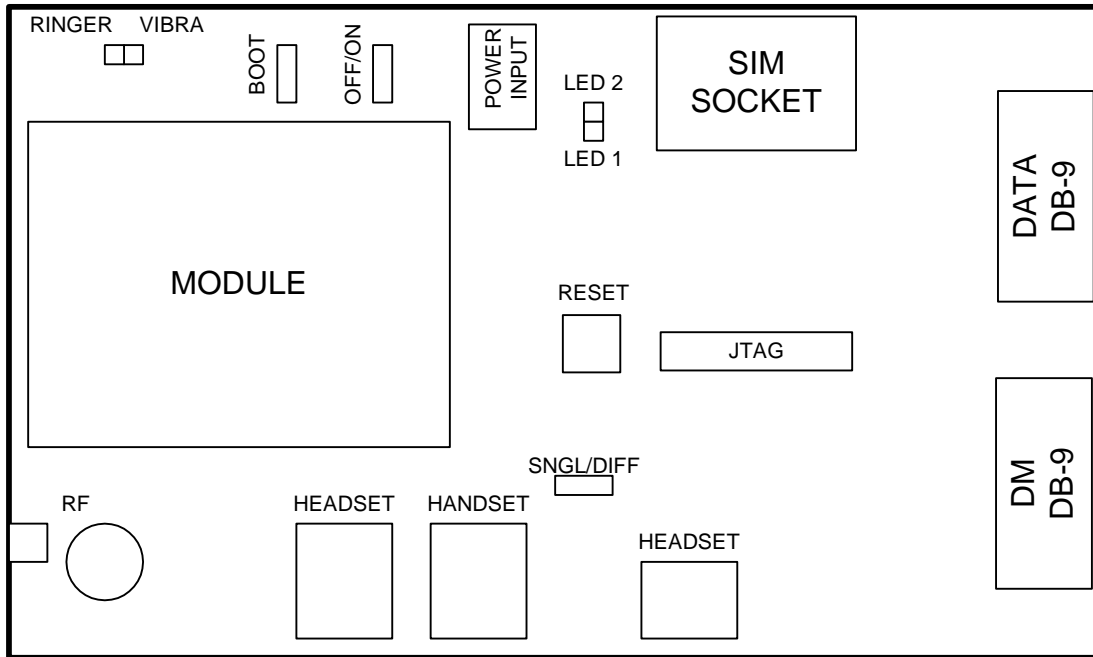 RINGER VIBRA
BOOT
OFF/ON
POWER
INPUT
LED 2
LED 1
SIM
SOCKET
DATA
DB-9
MODULE
RESET
JTAG
DM
DB-9
SNGL/DIFF
RF
HEADSET
HANDSET
HEADSET